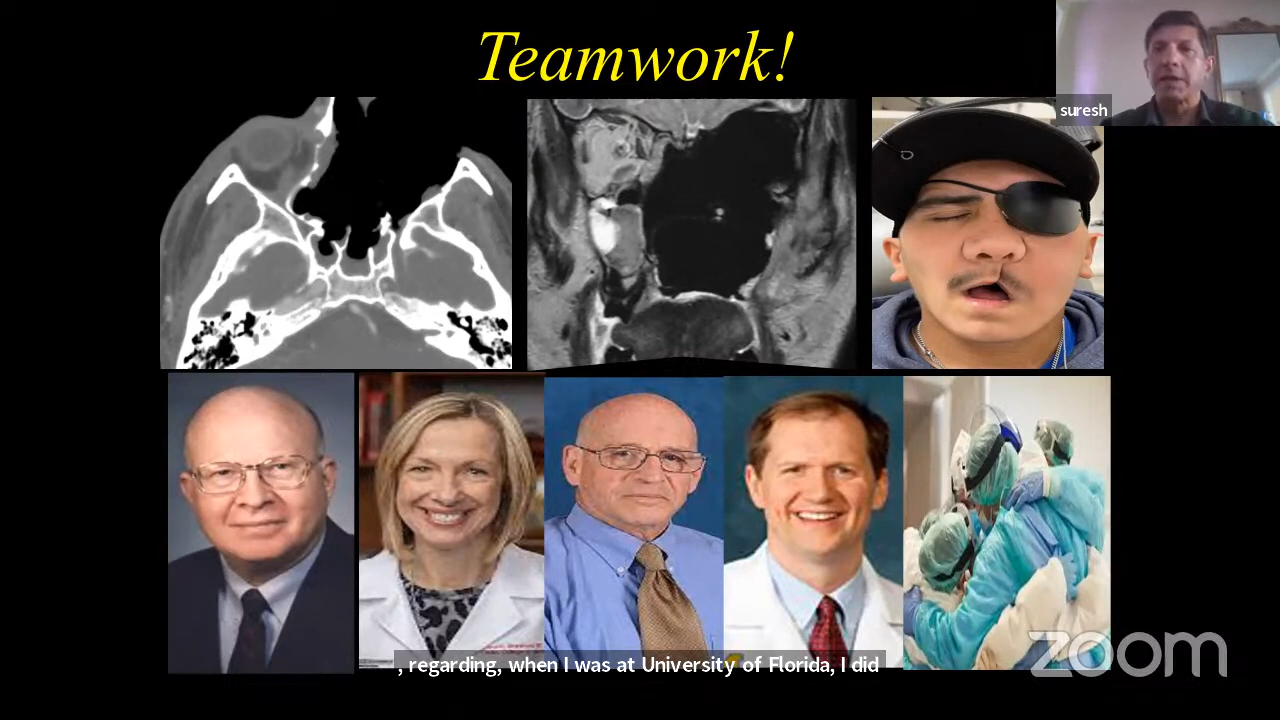 Teamwork!
suresh
, regarding, when I was at University of Florida, I did
zoom